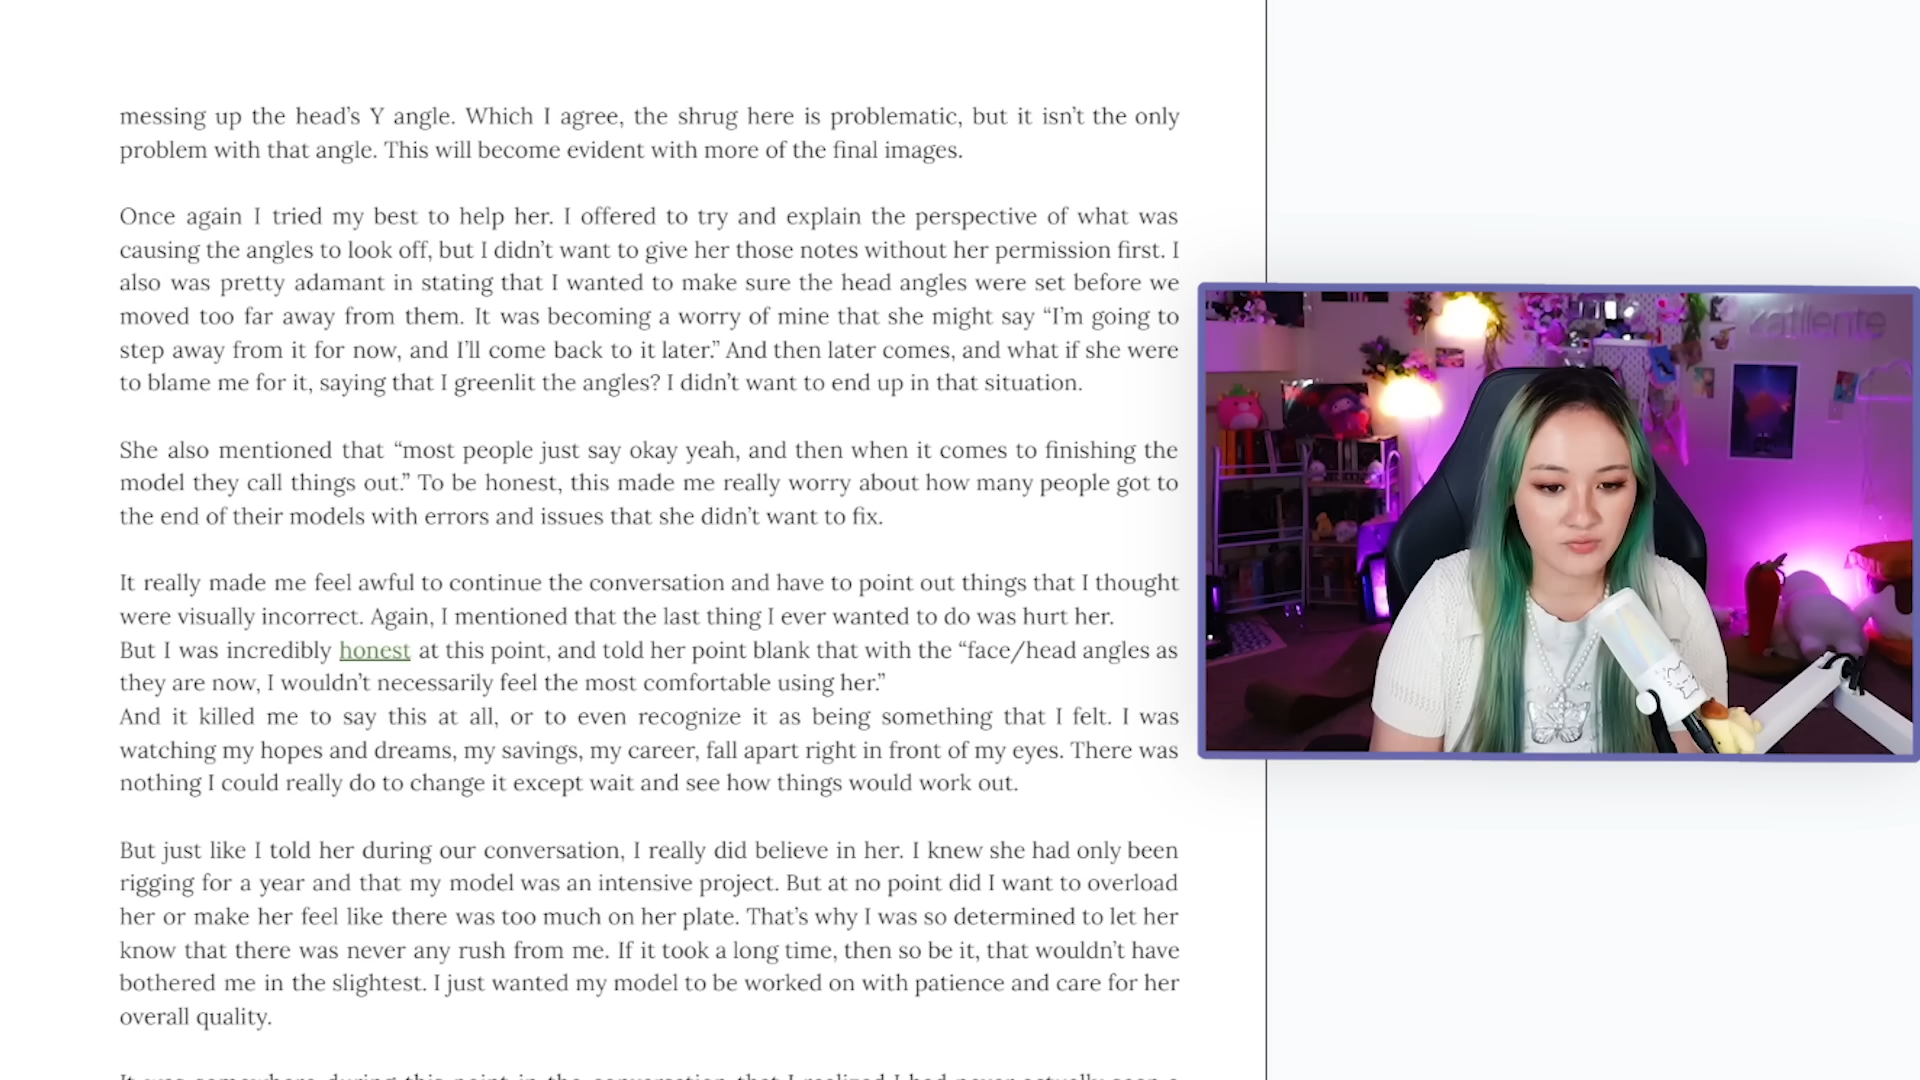 messing up the head’s Y angle. Which I agree, the shrug here is problematic, but it isn’t the only
problem with that angle. This will become evident with more of the final images.
Once again I tried my best to help her. I offered to try and explain the perspective of what was
causing the angles to look off, but I didn’t want to give her those notes without her permission first. I
also was pretty adamant in stating that I wanted to make sure the head angles were set before we
moved too far away from them. It was becoming a worry of mine that she might say “I’m going to
step away from it for now, and I’ll come back to it later.” And then later comes, and what if she were
to blame me for it, saying that I greenlit the angles? I didn’t want to end up in that situation.
She also mentioned that “most people just say okay yeah, and then when it comes to finishing the
model they call things out.” To be honest, this made me really worry about how many people got to
the end of their models with errors and issues that she didn’t want to fix.
It really made me feel awful to continue the conversation and have to point out things that I thought
were visually incorrect. Again, I mentioned that the last thing I ever wanted to do was hurt her.
But I was incredibly honest at this point, and told her point blank that with the “face/head angles as
they are now, I wouldn’t necessarily feel the most comfortable using her.”
And it killed me to say this at all, or to even recognize it as being something that I felt. I was
watching my hopes and dreams, my savings, my career, fall apart right in front of my eyes. There was
nothing I could really do to change it except wait and see how things would work out.
But just like I told her during our conversation, I really did believe in her. I knew she had only been
rigging for a year and that my model was an intensive project. But at no point did I want to overload
her or make her feel like there was too much on her plate. That’s why I was so determined to let her
know that there was never any rush from me. If it took a long time, then so be it, that wouldn’t have
bothered me in the slightest. I just wanted my model to be worked on with patience and care for her
overall quality.